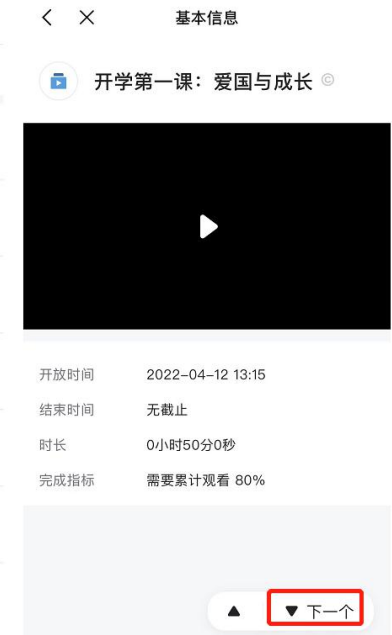 基本信息
开学第一课：爱国与成长 ©
开放时间 2022-04-12 13:15
结束时间 无截止
时长 0小时50分0秒
完成指标 需要累计观看 80%
下一个